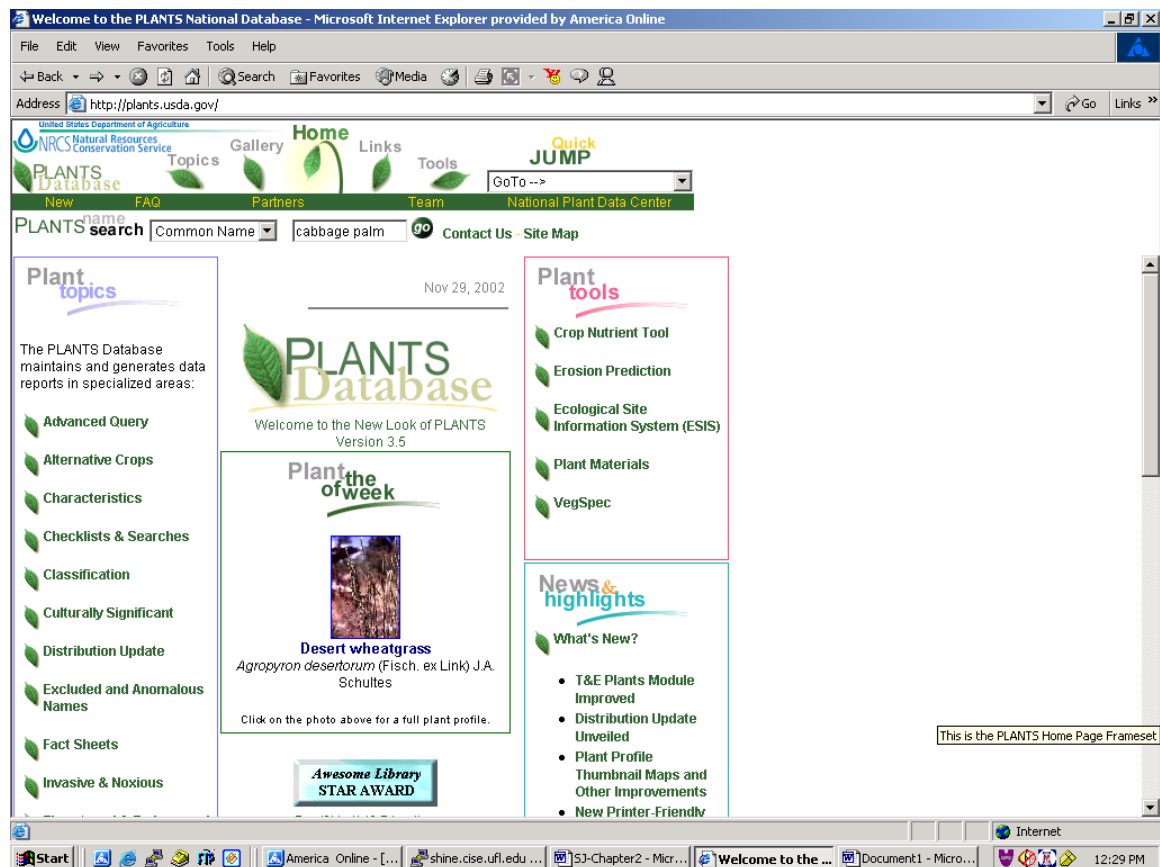 Welcome to the PLANTS National Database - Microsoft Internet Explorer provided by America Online
File Edit View Favorites Tools Help
Back Search Favorites Media
Address http://plants.usda.gov/ Go Links »
United States Department of Agriculture
NRCS Natural Resources Conservation Service
PLANTS Database
Topics Gallery Home Links Tools
Quick JUMP
GoTo -->
New FAQ Partners Team National Plant Data Center
PLANTS name search Common Name cabbage palm go Contact Us - Site Map
Plant topics
The PLANTS Database
maintains and generates data
reports in specialized areas:
Advanced Query
Alternative Crops
Characteristics
Checklists & Searches
Classification
Culturally Significant
Distribution Update
Excluded and Anomalous
Names
Fact Sheets
Invasive & Noxious
Nov 29, 2002
PLANTS
Database
Welcome to the New Look of PLANTS
Version 3.5
Plant of the week
Desert wheatgrass
Agropyron desertorum (Fisch. ex Link) J.A.
Schultes
Click on the photo above for a full plant profile.
Awesome Library
STAR AWARD
Plant tools
Crop Nutrient Tool
Erosion Prediction
Ecological Site
Information System (ESIS)
Plant Materials
VegSpec
News & highlights
What's New?
T&E Plants Module
Improved
Distribution Update
Unveiled
Plant Profile
Thumbnail Maps and
Other Improvements
New Printer-Friendly
This is the PLANTS Home Page Frameset
Internet
Start America Online - [... shine.cise.ufl.edu ... SJ-Chapter2 - Micr... Welcome to the ... Document1 - Micro... 12:29 PM